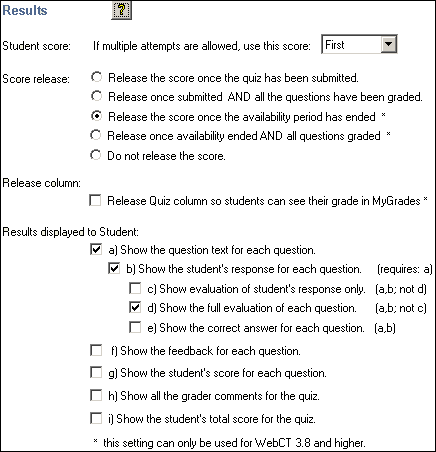 Results ?
Student score: If multiple attempts are allowed, use this score: First
Score release: Release the score once the quiz has been submitted.
Release once submitted AND all the questions have been graded.
Release the score once the availability period has ended *
Release once availability ended AND all questions graded *
Do not release the score.
Release column:
Release Quiz column so students can see their grade in MyGrades *
Results displayed to Student:
a) Show the question text for each question.
b) Show the student's response for each question. (requires: a)
c) Show evaluation of student's response only. (a,b; not d)
d) Show the full evaluation of each question. (a,b; not c)
e) Show the correct answer for each question. (a,b)
f) Show the feedback for each question.
g) Show the student's score for each question.
h) Show all the grader comments for the quiz.
i) Show the student's total score for the quiz.
* this setting can only be used for WebCT 3.8 and higher.